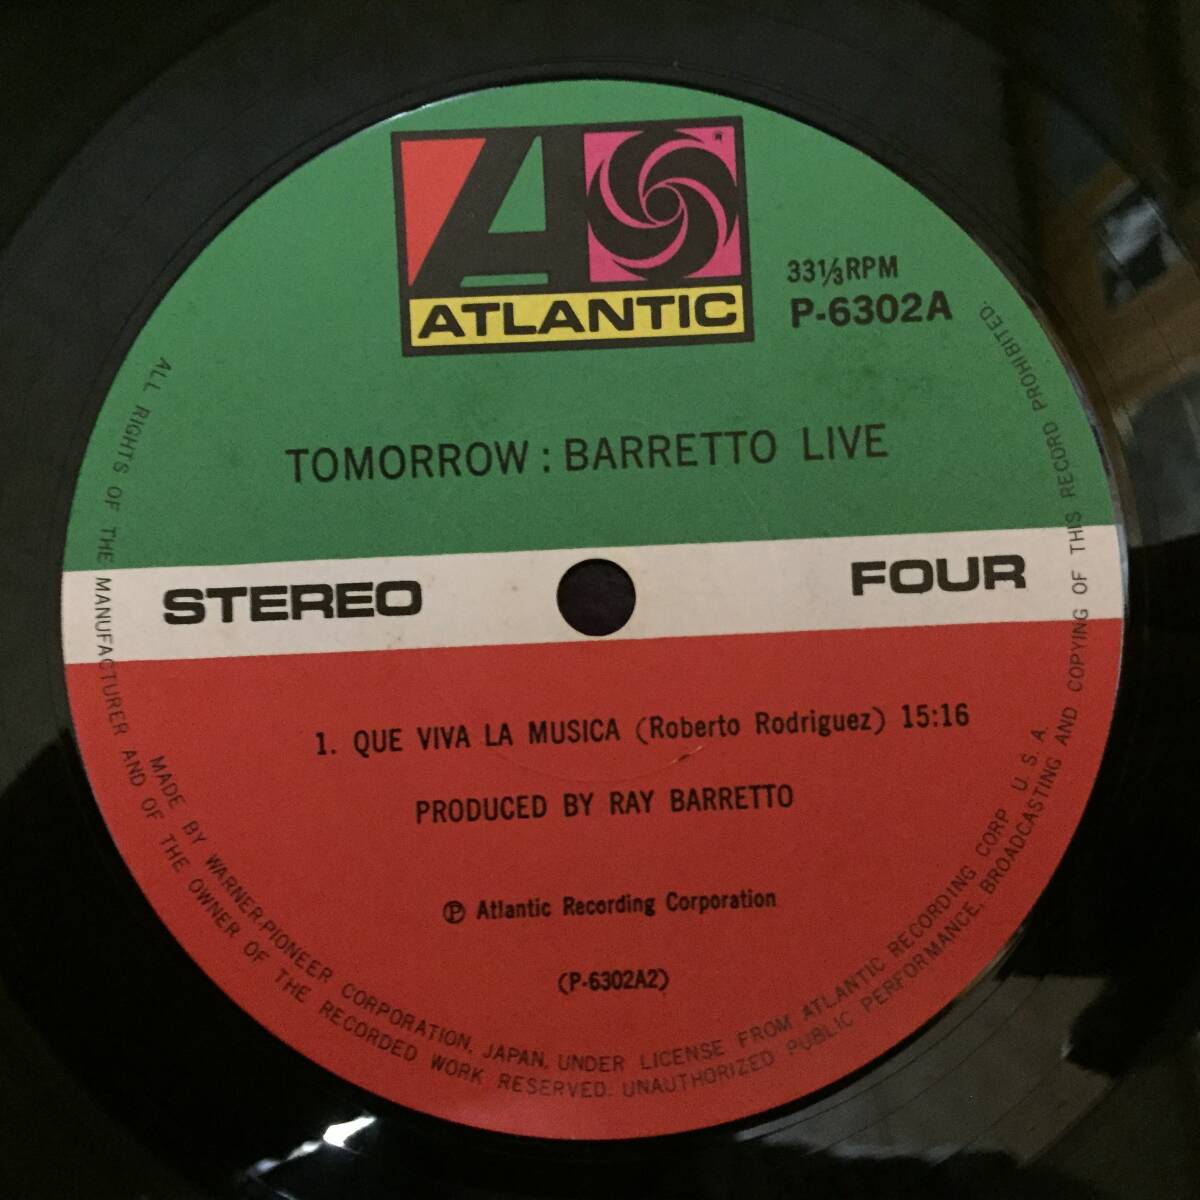 ATLANTIC
®
33⅓RPM
P-6302A
TOMORROW : BARRETTO LIVE
STEREO
FOUR
1. QUE VIVA LA MUSICA (Roberto Rodriguez) 15:16
PRODUCED BY RAY BARRETTO
℗ Atlantic Recording Corporation
(P-6302A2)
MADE BY WARNER-PIONEER CORPORATION, JAPAN, UNDER LICENSE FROM ATLANTIC RECORDING CORP. U. S. A.
ALL RIGHTS OF THE MANUFACTURER AND OF THE OWNER OF THE RECORDED WORK RESERVED. UNAUTHORIZED PUBLIC PERFORMANCE, BROADCASTING AND COPYING OF THIS RECORD PROHIBITED.